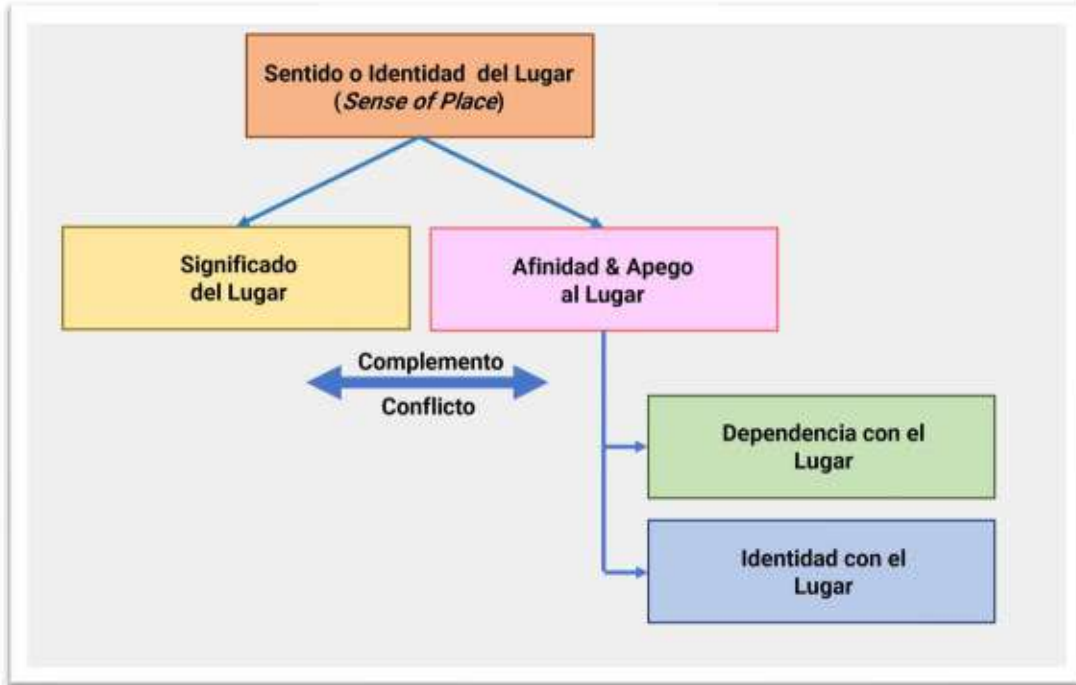 Sentido o Identidad del Lugar
(Sense of Place)
Significado
del Lugar
Afinidad & Apego
al Lugar
Complemento
Conflicto
Dependencia con el
Lugar
Identidad con el
Lugar